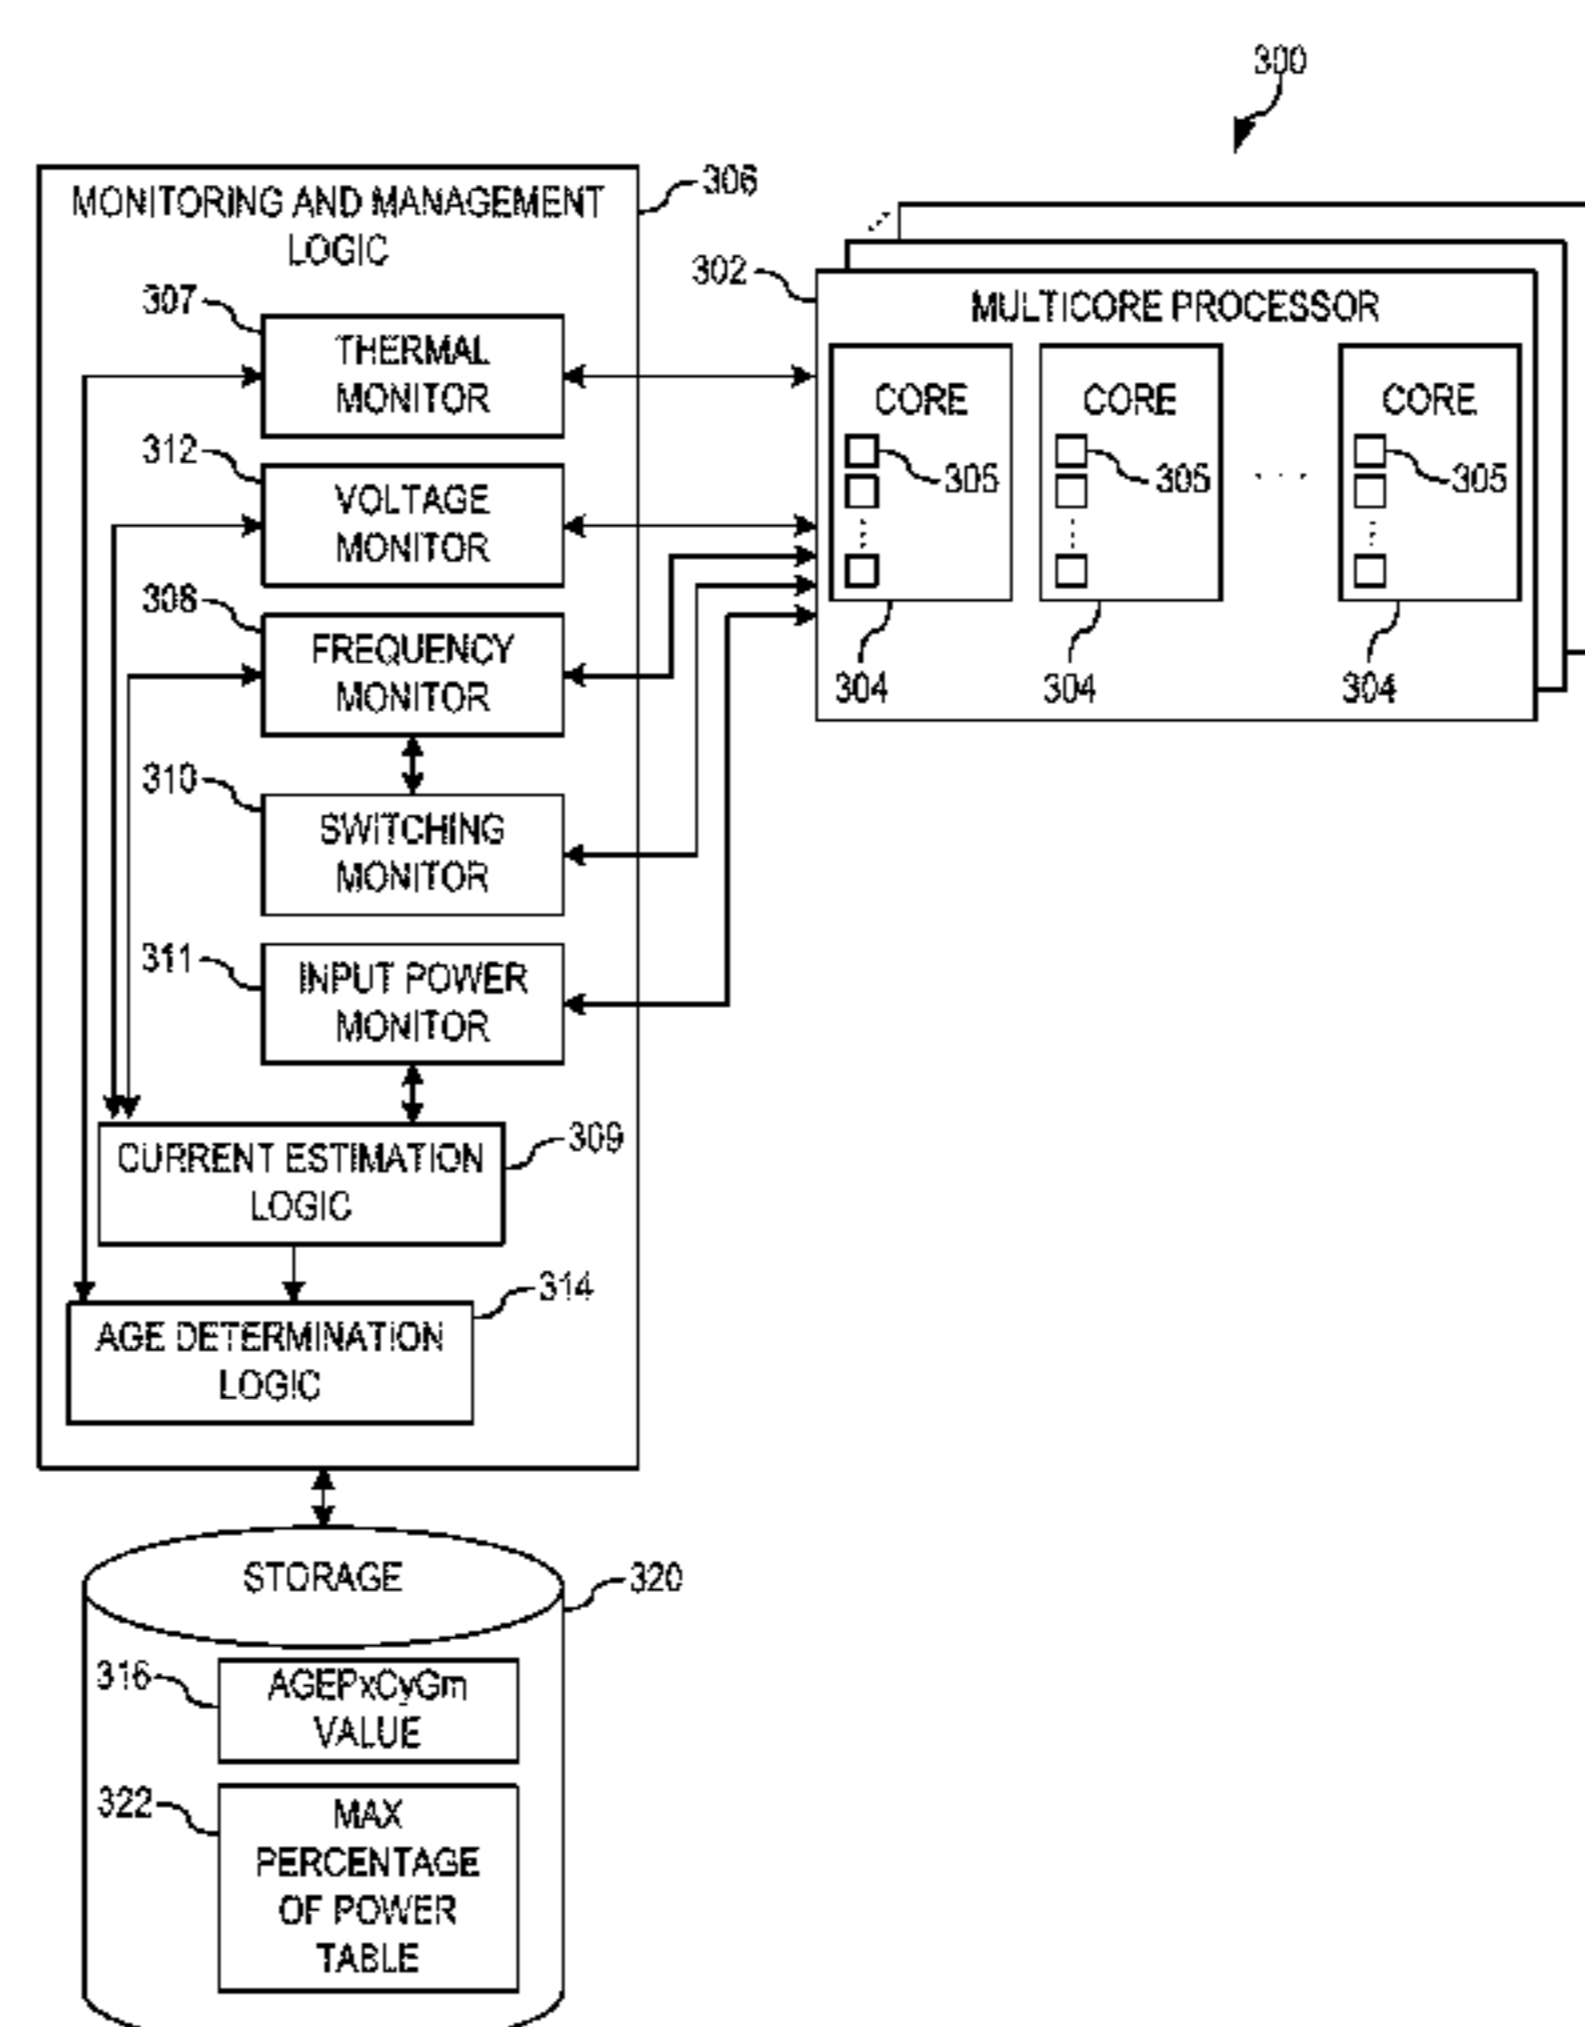 300
MONITORING AND MANAGEMENT
LOGIC
306
307
THERMAL
MONITOR
312
VOLTAGE
MONITOR
308
FREQUENCY
MONITOR
310
SWITCHING
MONITOR
311
INPUT POWER
MONITOR
CURRENT ESTIMATION
LOGIC
309
AGE DETERMINATION
LOGIC
314
302
MULTICORE PROCESSOR
CORE
CORE
CORE
305
305
305
304
304
304
STORAGE
320
316
AGEPxCyGm
VALUE
322
MAX
PERCENTAGE
OF POWER
TABLE